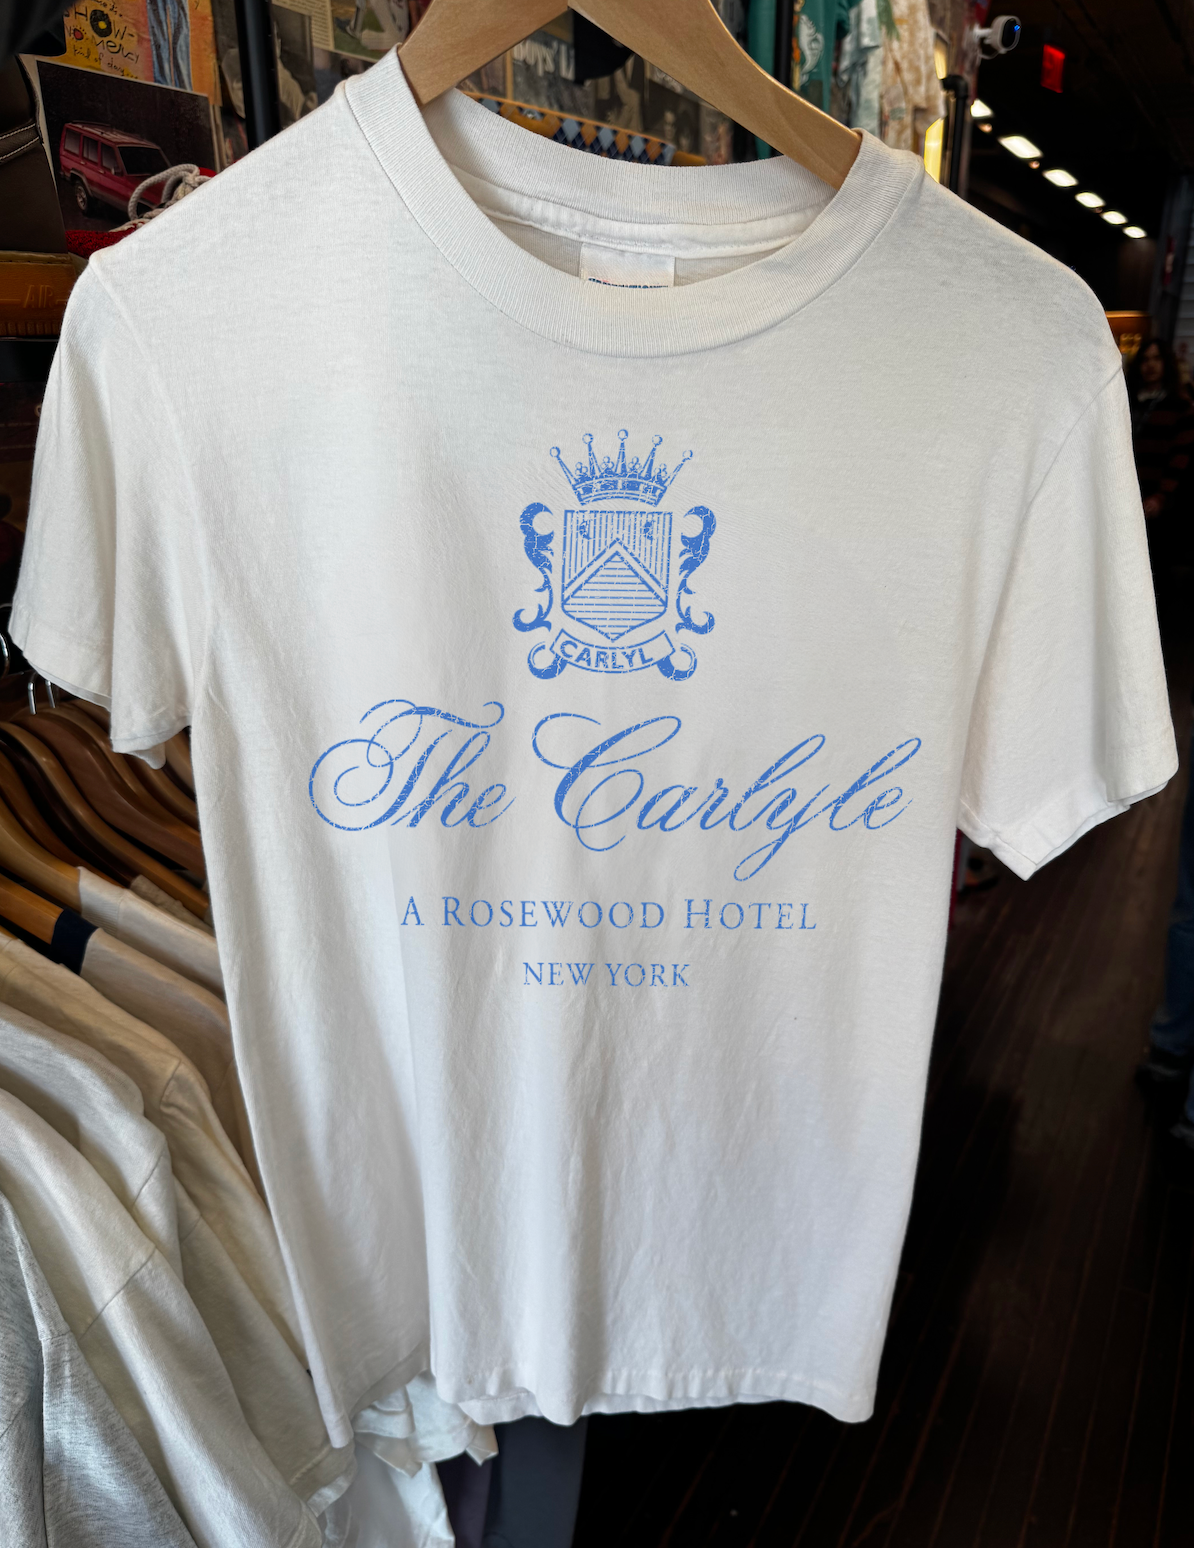 CARLYL
The Carlyle
A ROSEWOOD HOTEL
NEW YORK